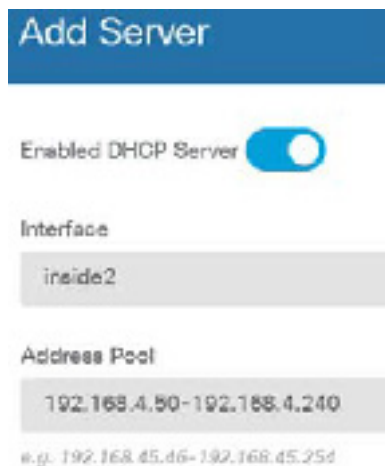 Add Server
Enabled DHCP Server
Interface
inside2
Address Pool
192.168.4.50-192.168.4.240
e.g. 192.168.45.46-192.168.45.254